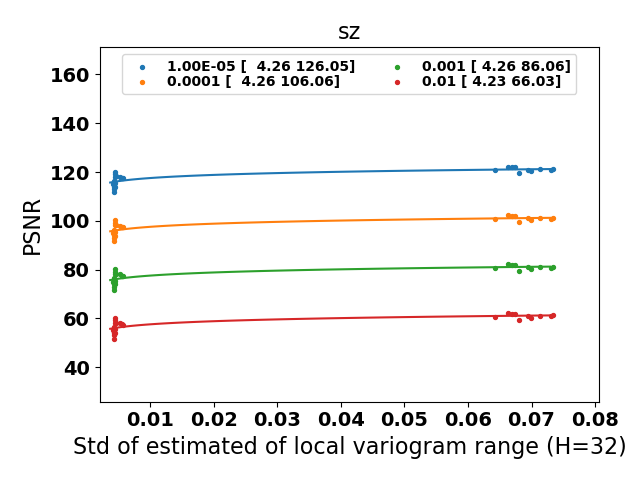 sz
1.00E-05 [  4.26 126.05]
0.0001 [  4.26 106.06]
0.001 [ 4.26 86.06]
0.01 [ 4.23 66.03]
PSNR
160
140
120
100
80
60
40
0.01 0.02 0.03 0.04 0.05 0.06 0.07 0.08
Std of estimated of local variogram range (H=32)